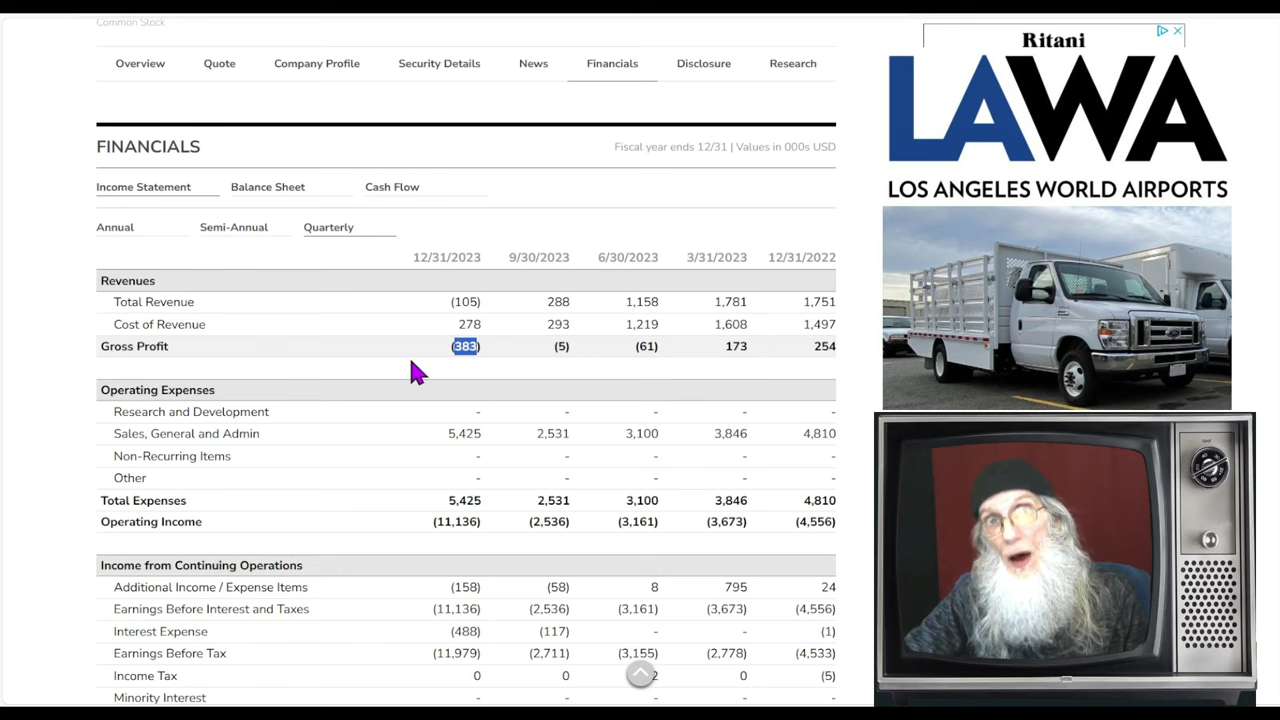 Common Stock
Overview Quote Company Profile Security Details News Financials Disclosure Research
FINANCIALS
Fiscal year ends 12/31 | Values in 000s USD
Income Statement Balance Sheet Cash Flow
Annual Semi-Annual Quarterly
12/31/2023 9/30/2023 6/30/2023 3/31/2023 12/31/2022
Revenues
Total Revenue (105) 288 1,158 1,781 1,751
Cost of Revenue 278 293 1,219 1,608 1,497
Gross Profit (383) (5) (61) 173 254
Operating Expenses
Research and Development - - - - -
Sales, General and Admin 5,425 2,531 3,100 3,846 4,810
Non-Recurring Items - - - - -
Other - - - - -
Total Expenses 5,425 2,531 3,100 3,846 4,810
Operating Income (11,136) (2,536) (3,161) (3,673) (4,556)
Income from Continuing Operations
Additional Income / Expense Items (158) (58) 8 795 24
Earnings Before Interest and Taxes (11,136) (2,536) (3,161) (3,673) (4,556)
Interest Expense (488) (117) - - (1)
Earnings Before Tax (11,979) (2,711) (3,155) (2,778) (4,533)
Income Tax 0 0 2 0 (5)
Minority Interest - - - - -
Ritani
LAWA
LOS ANGELES WORLD AIRPORTS